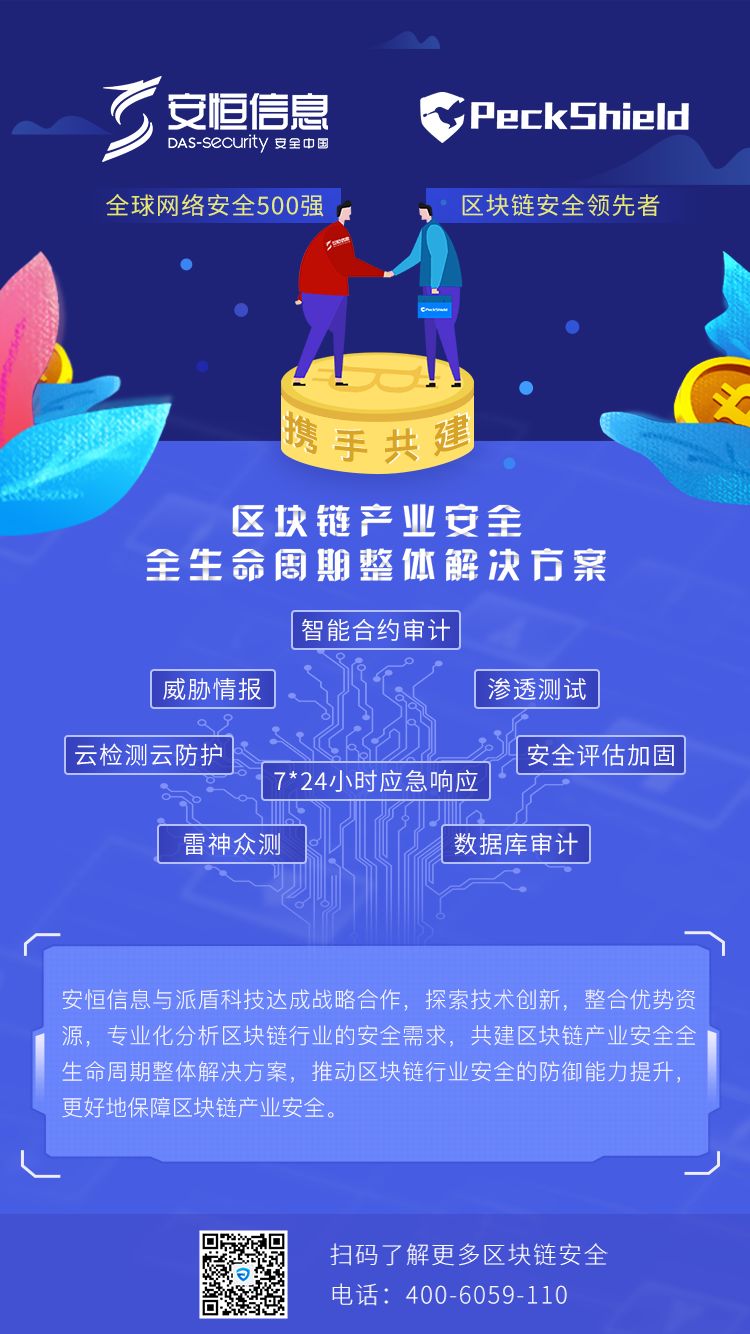 安恒信息
DAS-security 安全中国
PeckShield
全球网络安全500强
区块链安全领先者
安恒信息
PeckShield
携手共建
区块链产业安全
全生命周期整体解决方案
智能合约审计
威胁情报
渗透测试
云检测云防护
安全评估加固
7*24小时应急响应
雷神众测
数据库审计
安恒信息与派盾科技达成战略合作，探索技术创新，整合优势资
源，专业化分析区块链行业的安全需求，共建区块链产业安全全
生命周期整体解决方案，推动区块链行业安全的防御能力提升，
更好地保障区块链产业安全。
扫码了解更多区块链安全
电话：400-6059-110